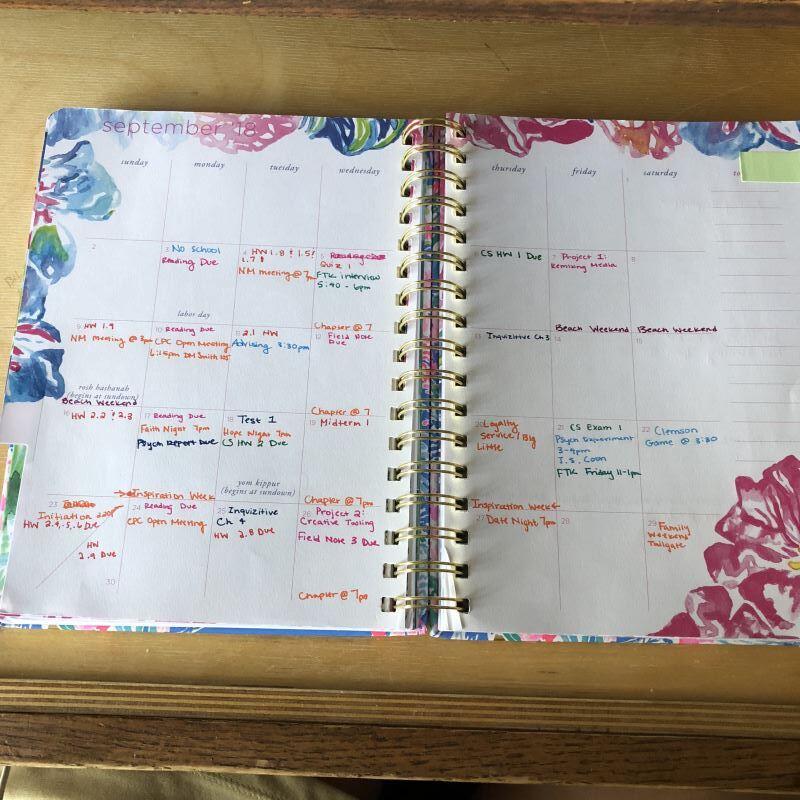 september '18
sunday
monday
tuesday
wednesday
thursday
friday
saturday
2
3 No school
Reading Due
labor day
4 HW 1.8 ! 1.5!
1.7!
NM meeting @ 7pm
Quiz 1
FTK interview
5:40 - 6pm
CS HW 1 Due
7 Project 1:
Remixing Media
8
9 HW 1.9
NM meeting @ 3pm
rosh hashanah
(begins at sundown)
10 Reading Due
CPC Open Meeting
6:15pm DM Smith 105
2.1 HW
Advising 3:30pm
Chapter @ 7
12 Field Note
Due
13 Inquizitive Ch 3
Beach Weekend
14
Beach Weekend
15
Beach Weekend
16 HW 2.2 ! 2.3
17 Reading Due
Faith Night 7pm
Psych Report Due
18 Test 1
Hope Night 7pm
CS HW 2 Due
yom kippur
(begins at sundown)
Chapter @ 7
19 Midterm 1
20 Loyalty
Service / Big
Little
21 CS Exam 1
Psych Experiment
3-4pm
J.S. Coon
FTK Friday 11-1pm
22 Clemson
Game @ 3:30
23
Initiation
HW 2.4, .5, .6 Due
HW
2.9 Due
30
Inspiration Week
24 Reading Due
CPC Open Meeting
25 Inquizitive
Ch 4
HW 2.8 Due
Chapter @ 7pm
26 Project 2:
Creative Tooling
Field Note 3 Due
Chapter @ 7pm
Inspiration Week
27 Date Night 7pm
28
29 Family
Weekend
Tailgate